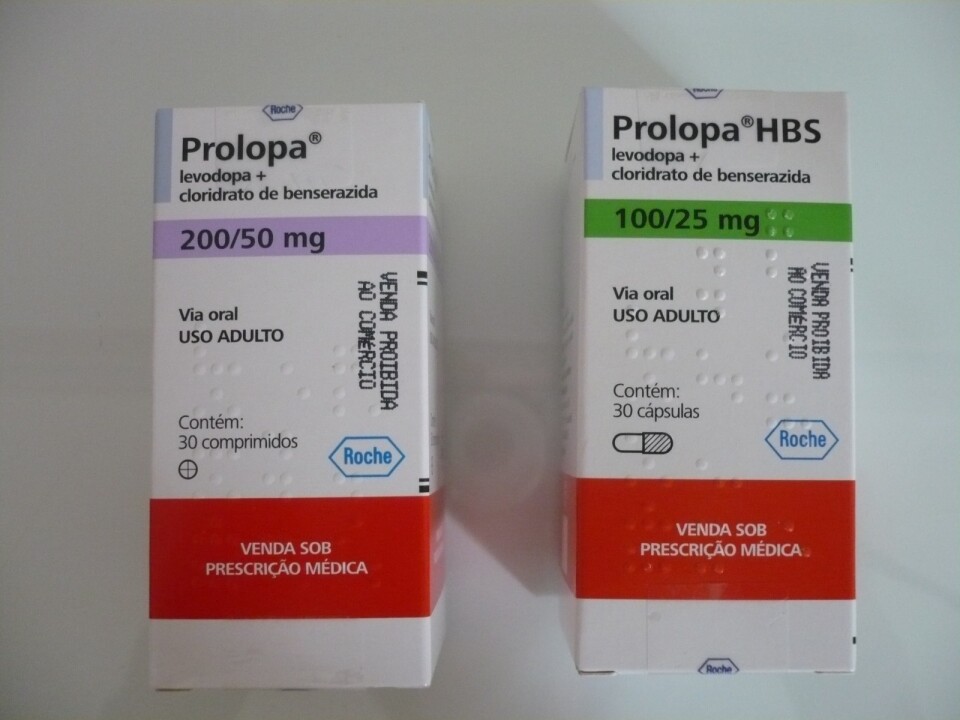 Roche
Prolopa®
levodopa +
cloridrato de benserazida
200/50 mg
Via oral
USO ADULTO
VENDA PROIBIDA
AO COMÉRCIO
Contém:
30 comprimidos
Roche
VENDA SOB
PRESCRIÇÃO MÉDICA
Roche
Prolopa®HBS
levodopa +
cloridrato de benserazida
100/25 mg
Via oral
USO ADULTO
VENDA PROIBIDA
AO COMÉRCIO
Contém:
30 cápsulas
Roche
VENDA SOB
PRESCRIÇÃO MÉDICA
Roche